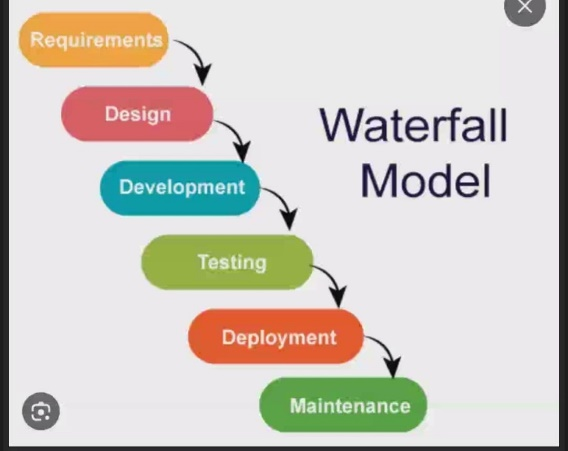 Requirements
Design
Waterfall
Model
Development
Testing
Deployment
Maintenance